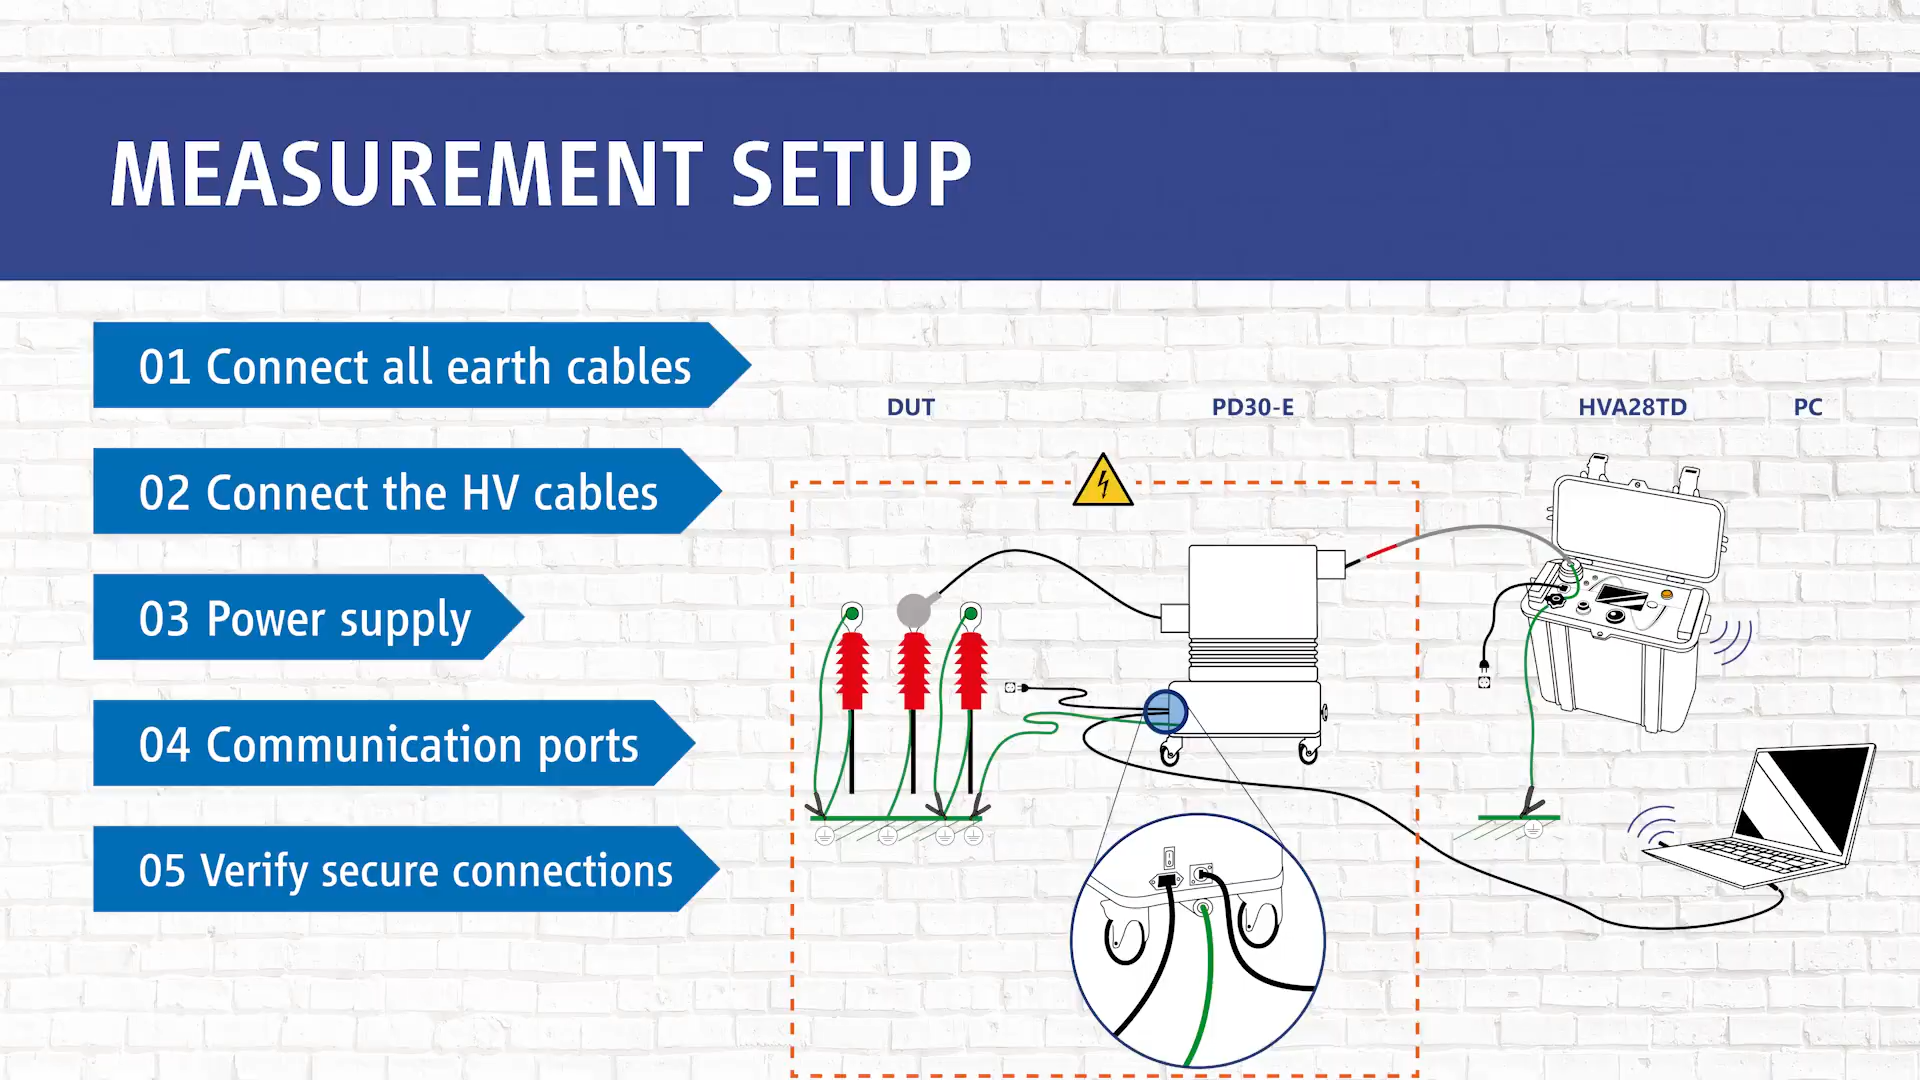 MEASUREMENT SETUP
01 Connect all earth cables
02 Connect the HV cables
03 Power supply
04 Communication ports
05 Verify secure connections
DUT
PD30-E
HVA28TD
PC